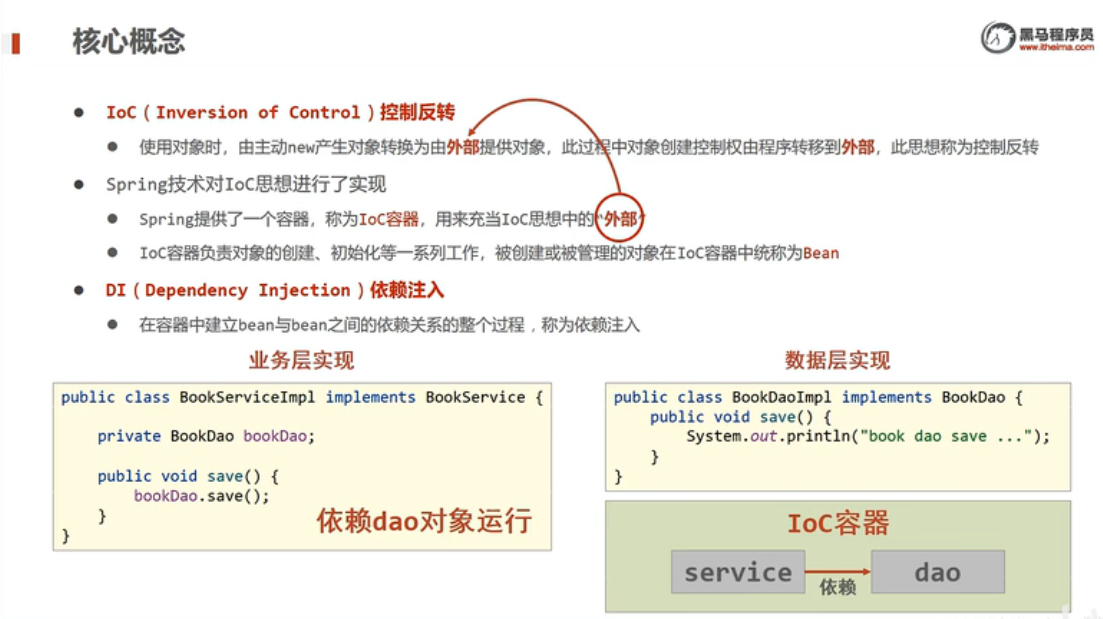 核心概念
黑马程序员
www.itheima.com
● IoC（Inversion of Control）控制反转
● 使用对象时，由主动new产生对象转换为由外部提供对象，此过程中对象创建控制权由程序转移到外部，此思想称为控制反转
● Spring技术对IoC思想进行了实现
● Spring提供了一个容器，称为IoC容器，用来充当IoC思想中的“外部”
● IoC容器负责对象的创建、初始化等一系列工作，被创建或被管理的对象在IoC容器中统称为Bean
● DI（Dependency Injection）依赖注入
● 在容器中建立bean与bean之间的依赖关系的整个过程，称为依赖注入
业务层实现
public class BookServiceImpl implements BookService {
private BookDao bookDao;
public void save() {
bookDao.save();
}
}
依赖dao对象运行
数据层实现
public class BookDaoImpl implements BookDao {
public void save() {
System.out.println("book dao save ...");
}
}
IoC容器
service
依赖
dao